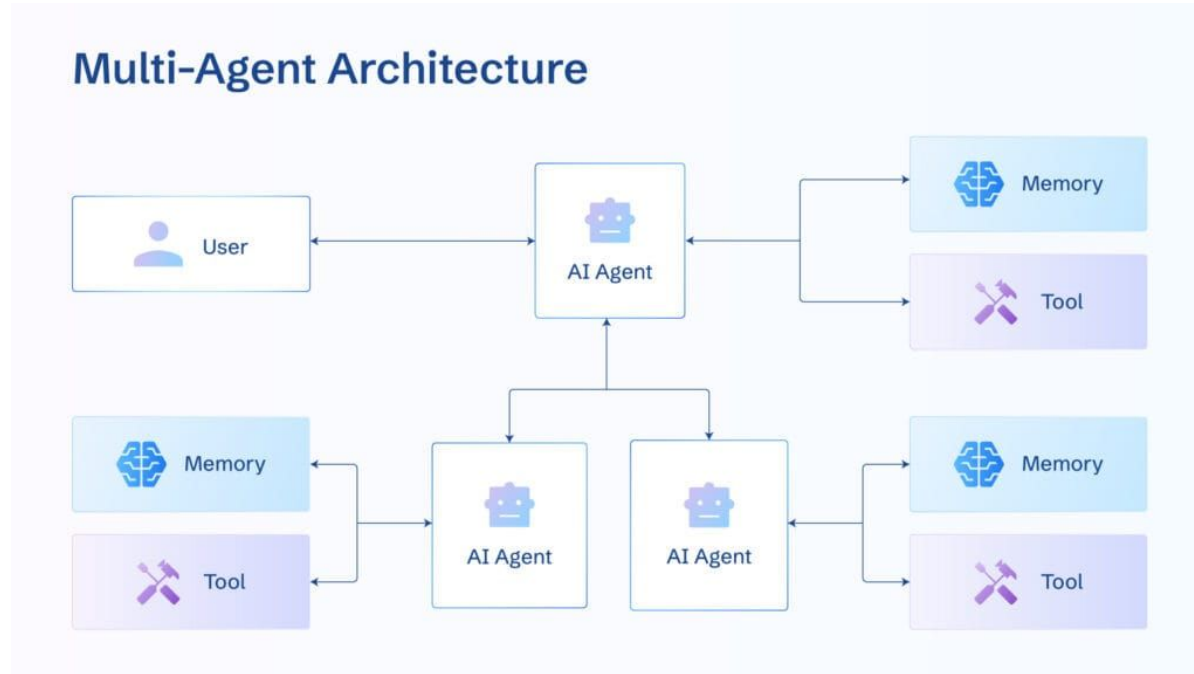 Multi-Agent Architecture
Memory
User
AI Agent
Tool
Memory
Memory
AI Agent
AI Agent
Tool
Tool